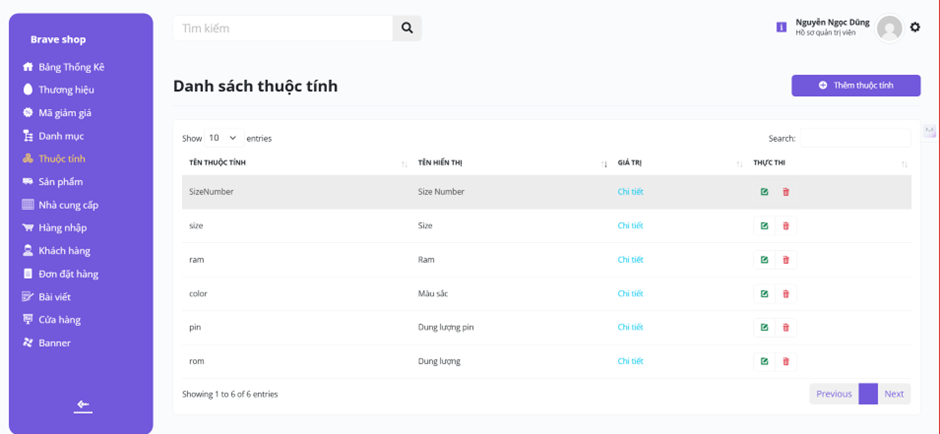 Brave shop
Bảng Thống Kê
Thương hiệu
Mã giảm giá
Danh mục
Thuộc tính
Sản phẩm
Nhà cung cấp
Hàng nhập
Khách hàng
Đơn đặt hàng
Bài viết
Cửa hàng
Banner
Tìm kiếm
Nguyễn Ngọc Dũng
Hồ sơ quản trị viên
Danh sách thuộc tính
Thêm thuộc tính
Show 10 entries
Search:
TÊN THUỘC TÍNH TÊN HIỂN THỊ GIÁ TRỊ THỰC THI
SizeNumber Size Number Chi tiết
size Size Chi tiết
ram Ram Chi tiết
color Màu sắc Chi tiết
pin Dung lượng pin Chi tiết
rom Dung lượng Chi tiết
Showing 1 to 6 of 6 entries
Previous Next